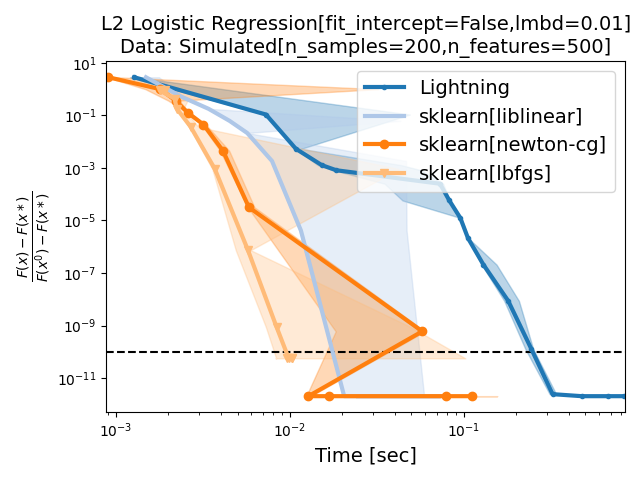 L2 Logistic Regression[fit_intercept=False,lmbd=0.01]
Data: Simulated[n_samples=200,n_features=500]
10^1
10^-1
10^-3
10^-5
10^-7
10^-9
10^-11
F(x) − F(x*)
F(x^0) − F(x*)
Lightning
sklearn[liblinear]
sklearn[newton-cg]
sklearn[lbfgs]
10^-3
10^-2
10^-1
Time [sec]